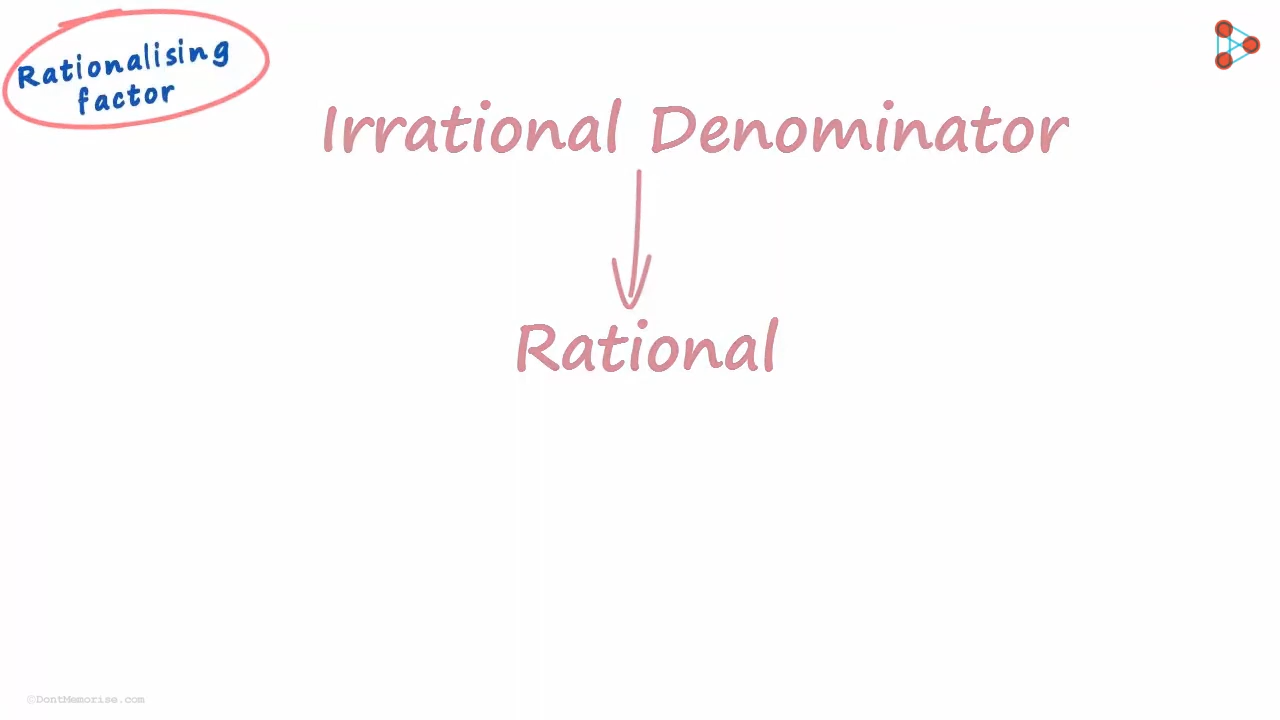 Rationalising
factor
Irrational Denominator
Rational
©DontMemorise.com